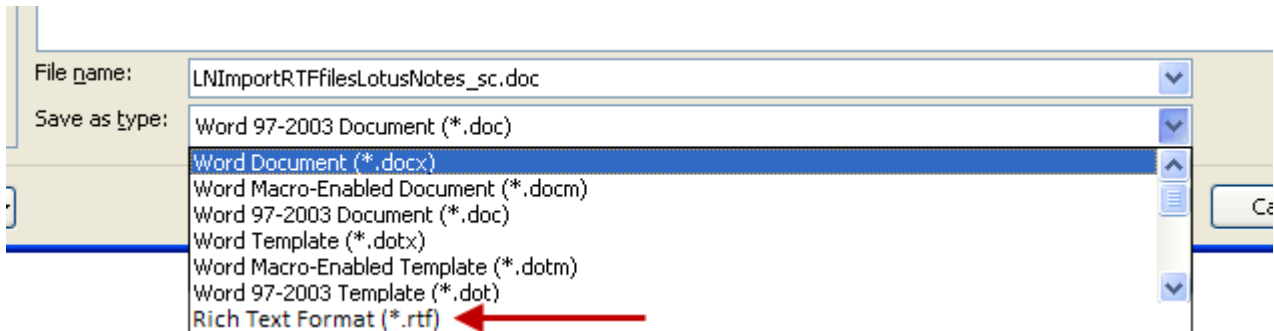 File name:
LNImportRTFfilesLotusNotes_sc.doc
Save as type:
Word 97-2003 Document (*.doc)
Word Document (*.docx)
Word Macro-Enabled Document (*.docm)
Word 97-2003 Document (*.doc)
Word Template (*.dotx)
Word Macro-Enabled Template (*.dotm)
Word 97-2003 Template (*.dot)
Rich Text Format (*.rtf)
Ca